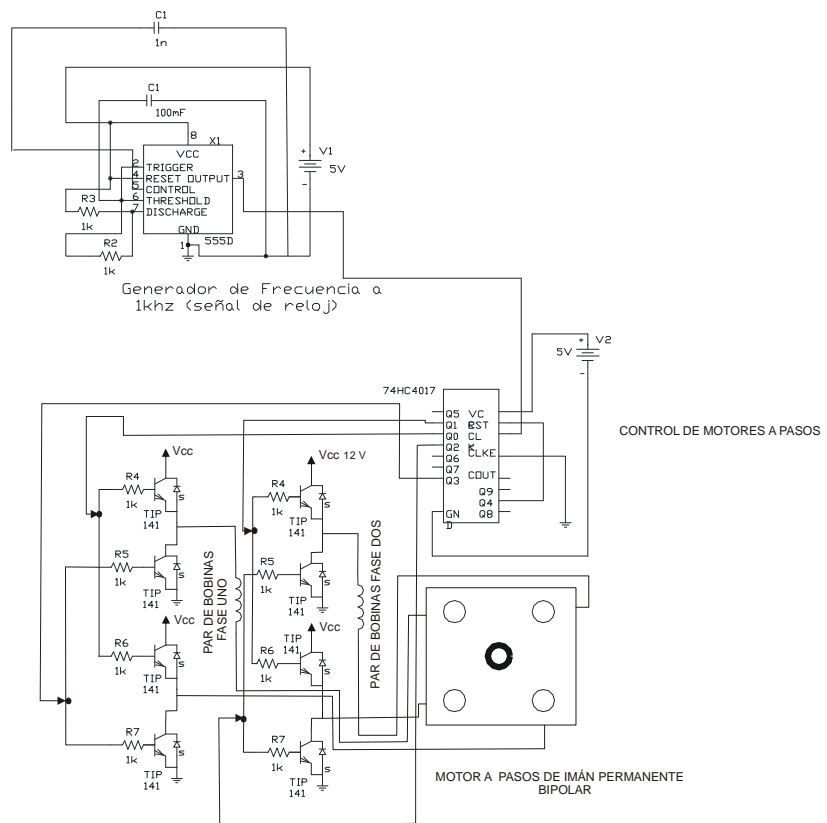 C1
1n
C1
100mF
8
X1
VCC
V1
5V
+
-
2
TRIGGER
4
RESET OUTPUT
3
5
CONTROL
6
THRESHOLD
7
DISCHARGE
R3
1k
GND
1
555D
R2
1k
Generador de Frecuencia a
1khz (señal de reloj)
+
V2
5V
-
74HC4017
Q5 VC
Q1 RST
Q0 CL
Q2 K
Q6 CLKE
Q7
Q3 COUT
Q9
Q4
GN Q8
D
CONTROL DE MOTORES A PASOS
Vcc
Vcc 12 V
R4
1k
TIP
141
s
R4
1k
TIP
141
s
R5
1k
TIP
141
s
R5
1k
TIP
141
s
PAR DE BOBINAS
FASE UNO
PAR DE BOBINAS FASE DOS
Vcc
Vcc
R6
1k
TIP
141
s
R6
1k
TIP
141
s
R7
1k
TIP
141
s
R7
1k
TIP
141
s
MOTOR A PASOS DE IMÁN PERMANENTE
BIPOLAR